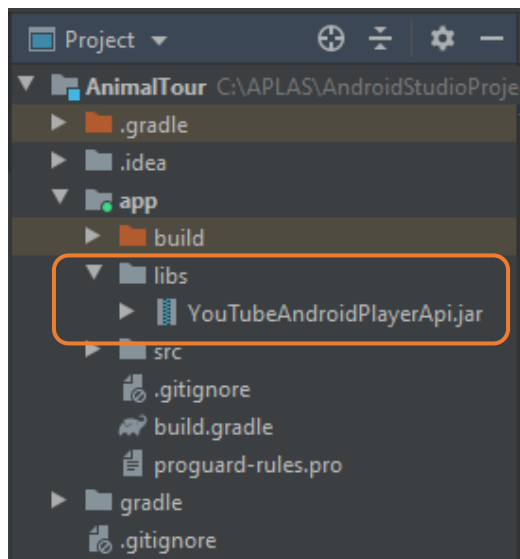 Project
AnimalTour C:\APLAS\AndroidStudioProje
.gradle
.idea
app
build
libs
YouTubeAndroidPlayerApi.jar
src
.gitignore
build.gradle
proguard-rules.pro
gradle
.gitignore